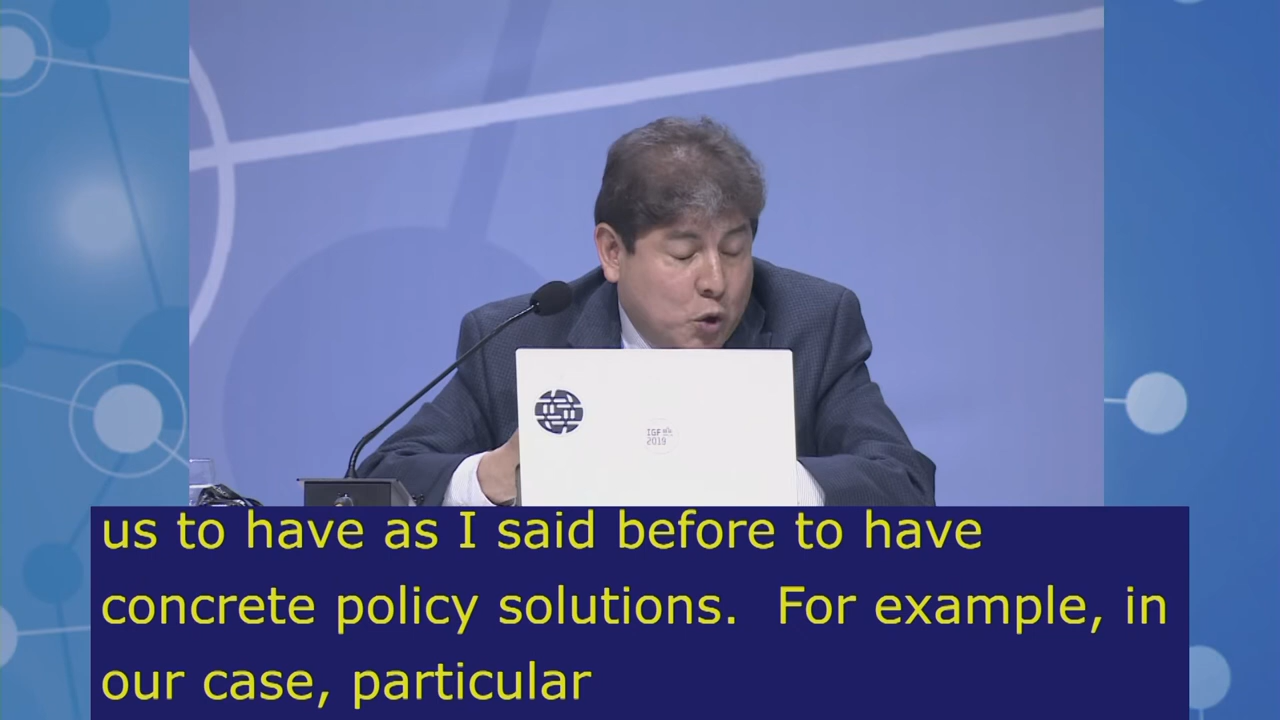 IGF
2019
us to have as I said before to have
concrete policy solutions.  For example, in
our case, particular